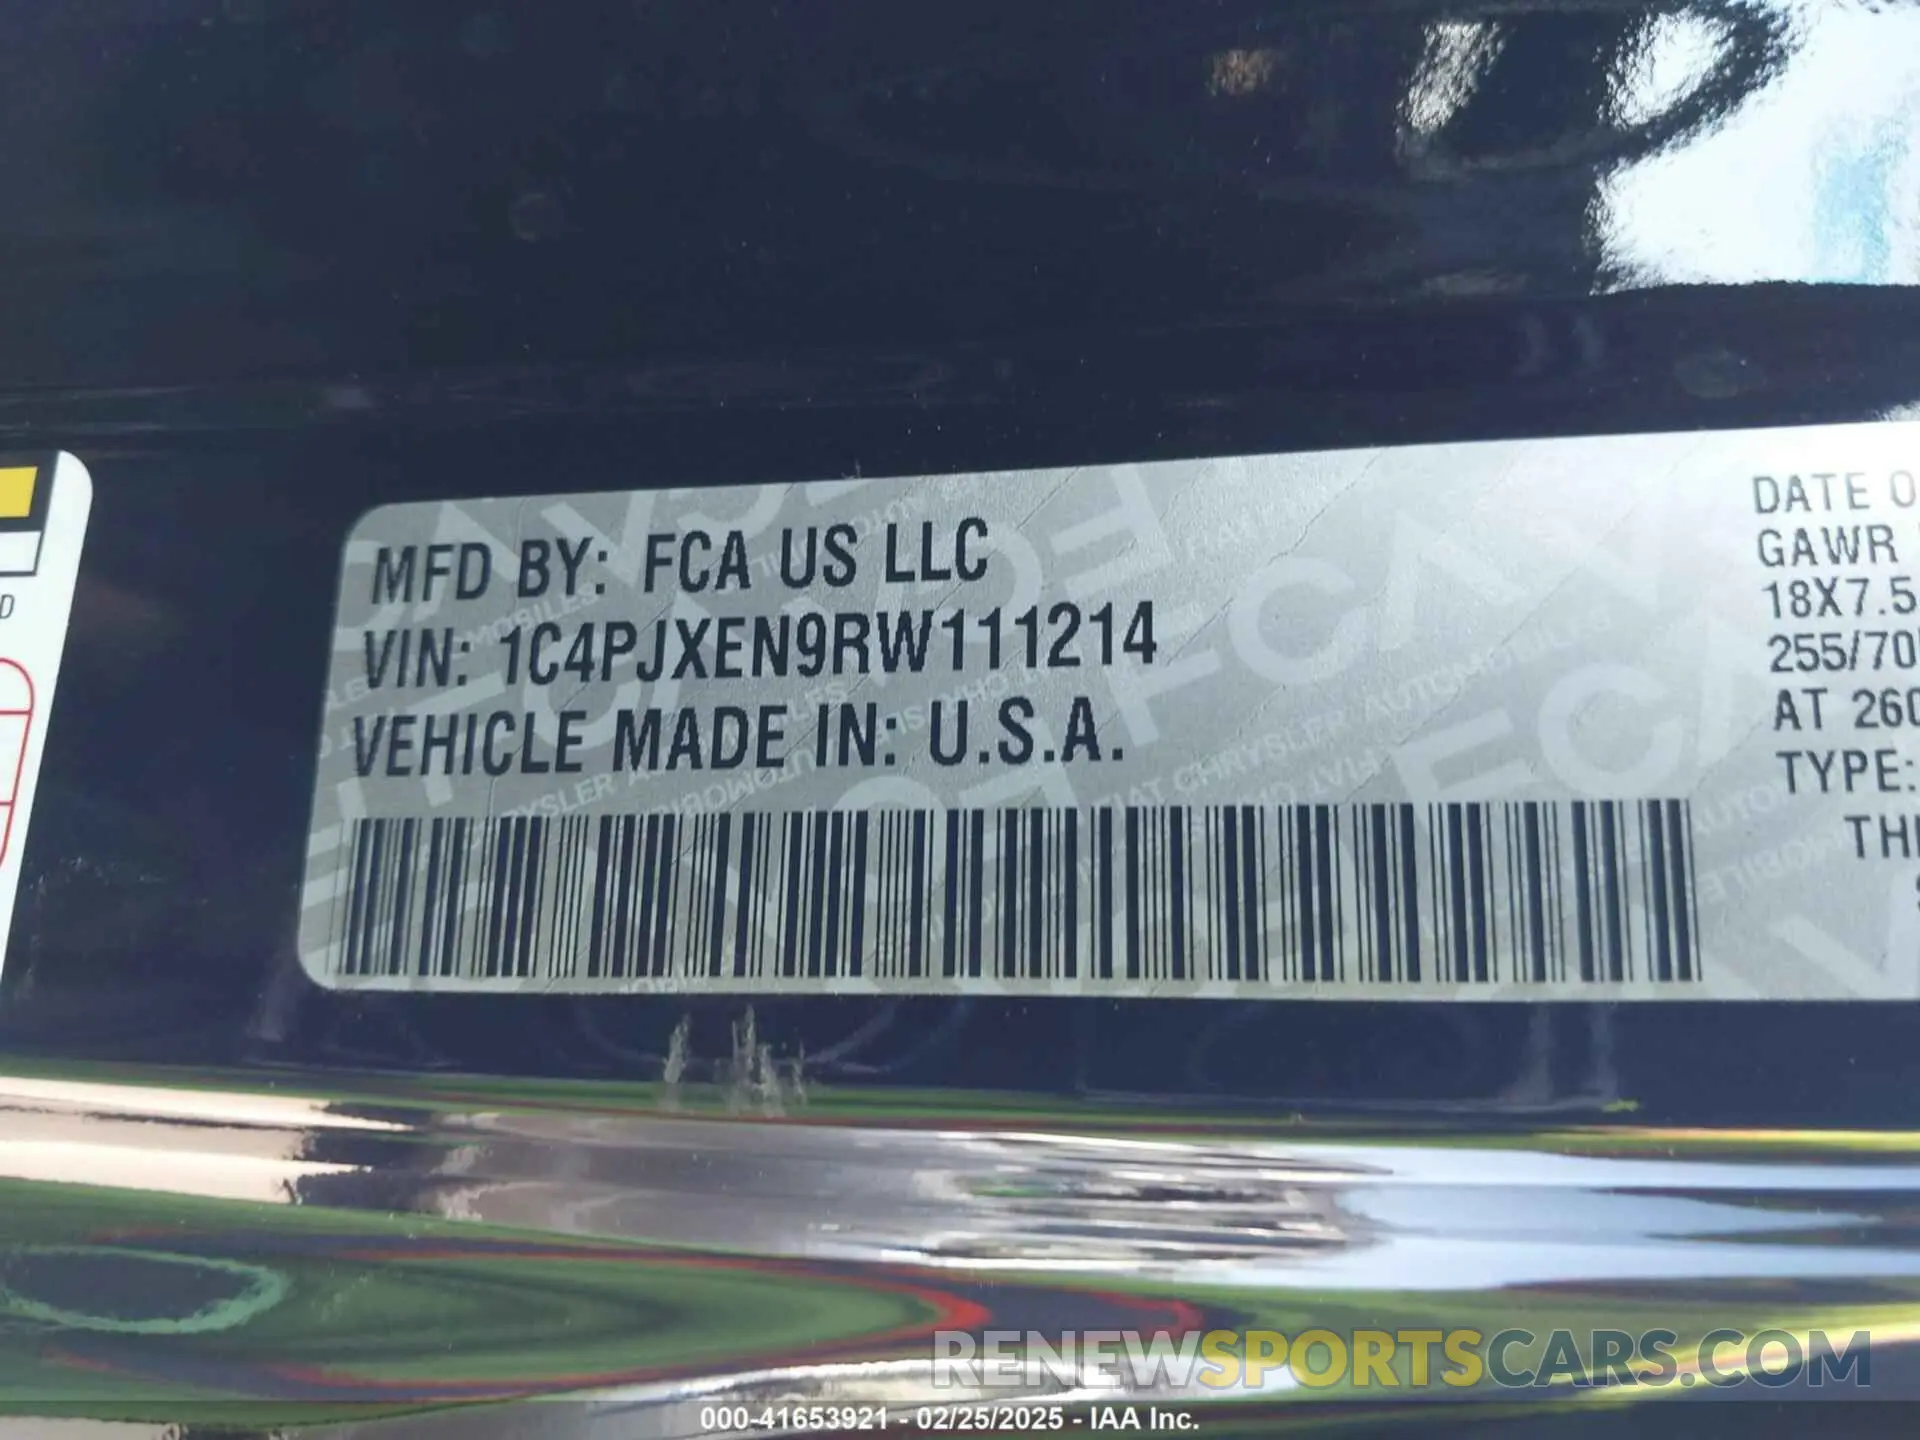 MFD BY: FCA US LLC
VIN: 1C4PJXEN9RW111214
VEHICLE MADE IN: U.S.A.
DATE O
GAWR
18X7.5
255/70
AT 260
TYPE:
TH
D
RENEWSPORTSCARS.COM
000-41653921 - 02/25/2025 - IAA Inc.